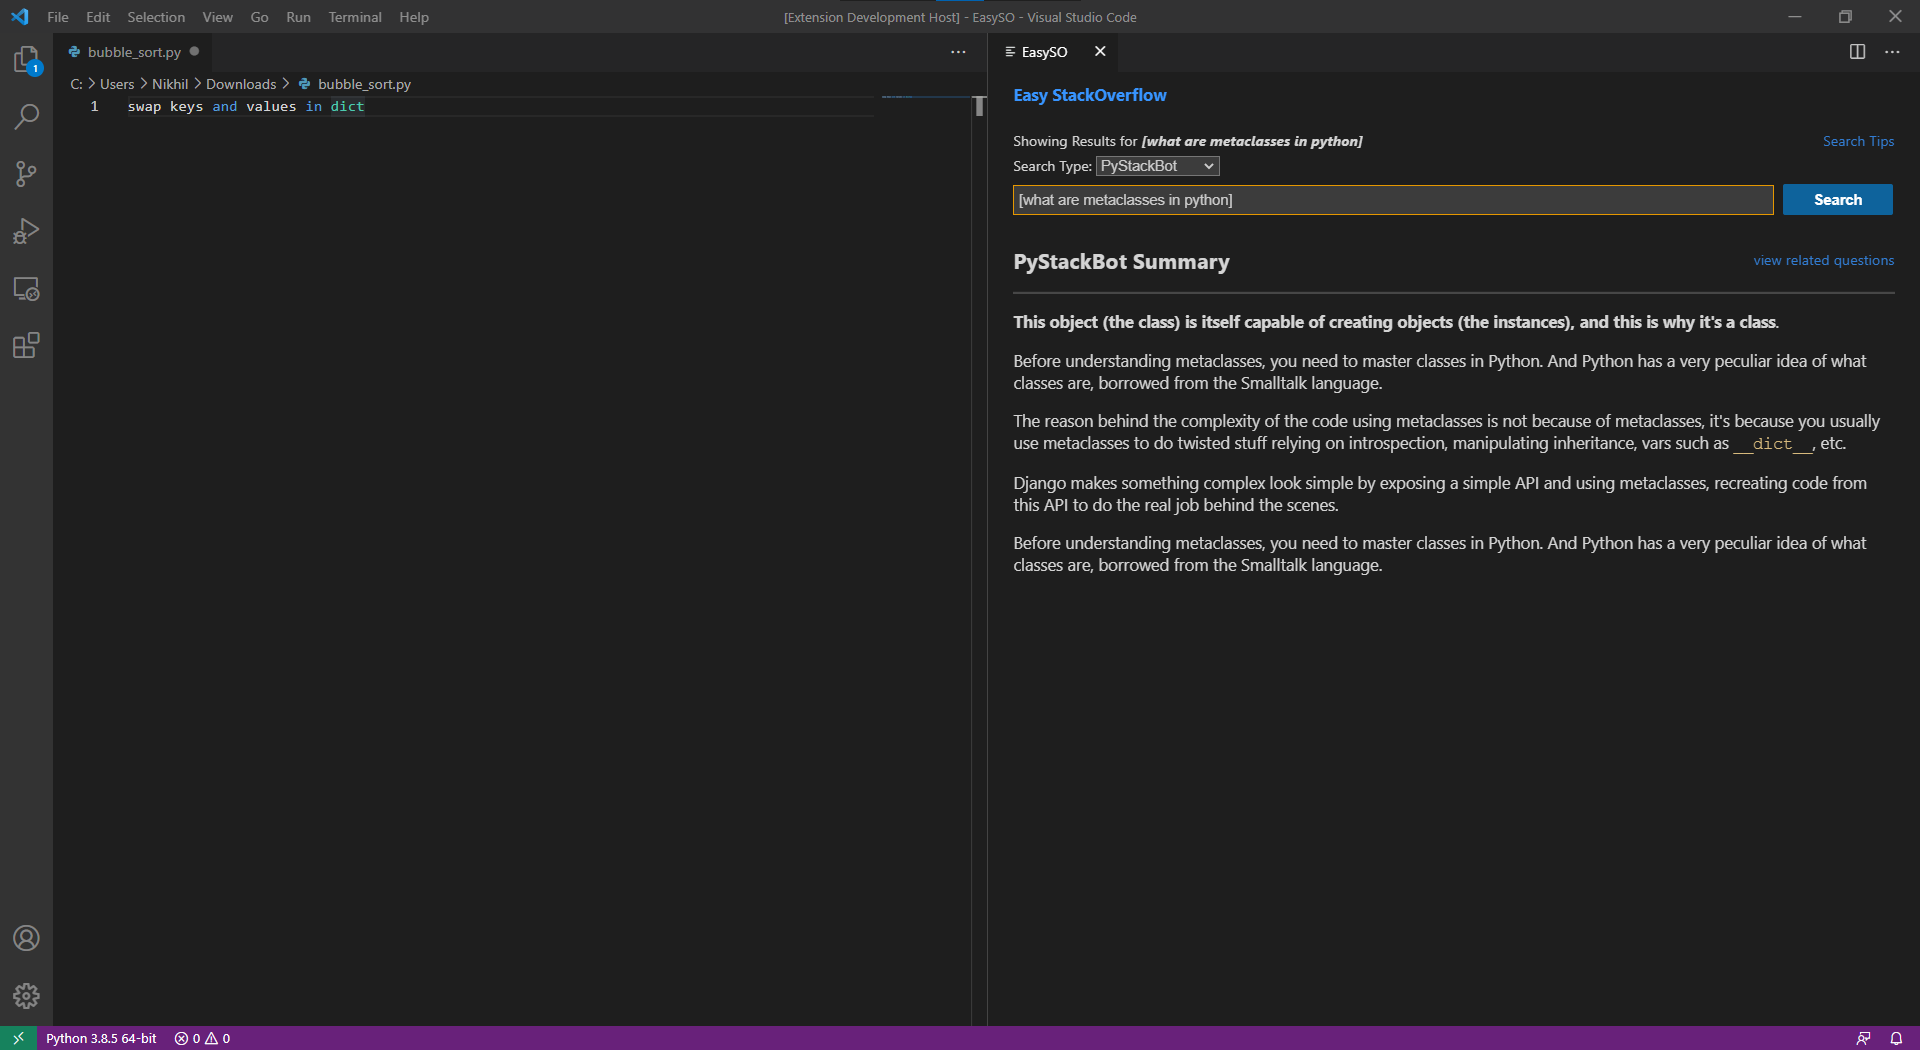 File Edit Selection View Go Run Terminal Help
[Extension Development Host] - EasySO - Visual Studio Code
bubble_sort.py
EasySO
C: > Users > Nikhil > Downloads > bubble_sort.py
1 swap keys and values in dict
1
Easy StackOverflow
Showing Results for [what are metaclasses in python]
Search Tips
Search Type: PyStackBot
[what are metaclasses in python]
Search
PyStackBot Summary
view related questions
This object (the class) is itself capable of creating objects (the instances), and this is why it's a class.
Before understanding metaclasses, you need to master classes in Python. And Python has a very peculiar idea of what
classes are, borrowed from the Smalltalk language.
The reason behind the complexity of the code using metaclasses is not because of metaclasses, it's because you usually
use metaclasses to do twisted stuff relying on introspection, manipulating inheritance, vars such as __dict__, etc.
Django makes something complex look simple by exposing a simple API and using metaclasses, recreating code from
this API to do the real job behind the scenes.
Before understanding metaclasses, you need to master classes in Python. And Python has a very peculiar idea of what
classes are, borrowed from the Smalltalk language.
Python 3.8.5 64-bit 0 0